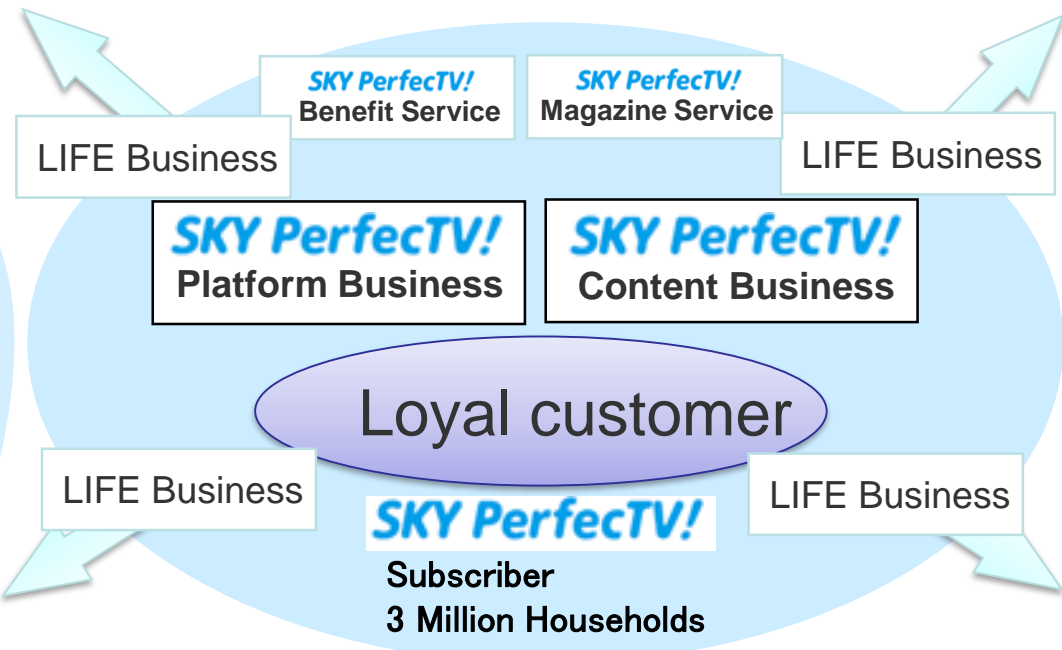 SKY PerfecTV!
Benefit Service
SKY PerfecTV!
Magazine Service
LIFE Business
LIFE Business
SKY PerfecTV!
Platform Business
SKY PerfecTV!
Content Business
Loyal customer
LIFE Business
LIFE Business
SKY PerfecTV!
Subscriber
3 Million Households